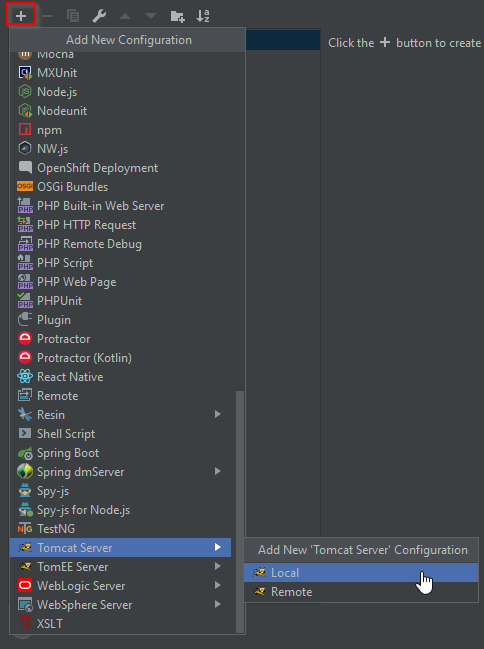 Add New Configuration
Click the + button to create
Mocha
MXUnit
Node.js
Nodeunit
npm
NW.js
OpenShift Deployment
OSGi Bundles
PHP Built-in Web Server
PHP HTTP Request
PHP Remote Debug
PHP Script
PHP Web Page
PHPUnit
Plugin
Protractor
Protractor (Kotlin)
React Native
Remote
Resin
Shell Script
Spring Boot
Spring dmServer
Spy-js
Spy-js for Node.js
TestNG
Tomcat Server
Add New 'Tomcat Server' Configuration
TomEE Server
Local
WebLogic Server
Remote
WebSphere Server
XSLT